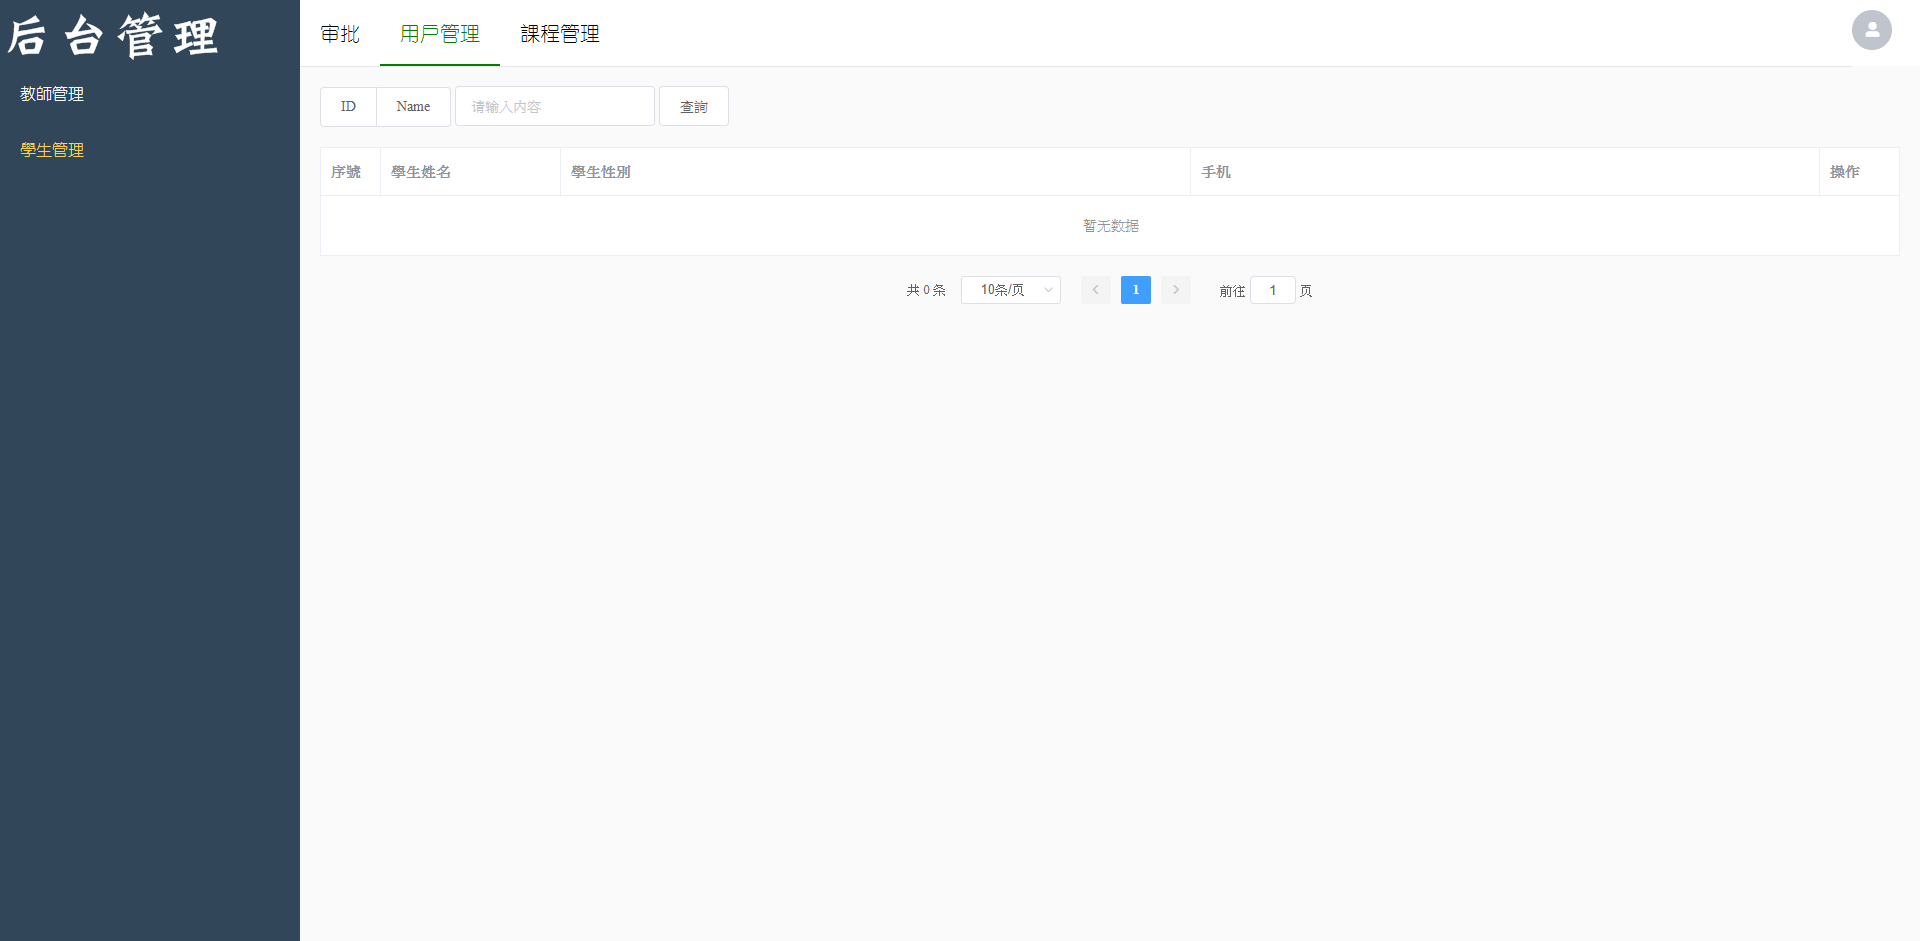 后台管理
教師管理
學生管理
审批 用戶管理 課程管理
ID Name 请输入内容 查詢
序號 學生姓名 學生性別 手机 操作
暂无数据
共 0 条 10条/页 1 前往 1 页